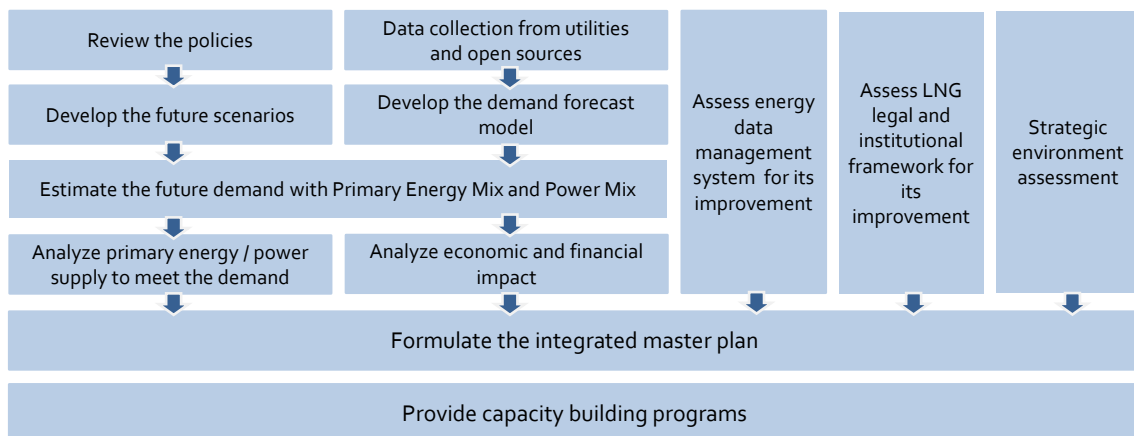 Review the policies
Data collection from utilities
and open sources
Develop the future scenarios
Develop the demand forecast
model
Estimate the future demand with Primary Energy Mix and Power Mix
Analyze primary energy / power
supply to meet the demand
Analyze economic and financial
impact
Assess energy
data
management
system for its
improvement
Assess LNG
legal and
institutional
framework for
its
improvement
Strategic
environment
assessment
Formulate the integrated master plan
Provide capacity building programs